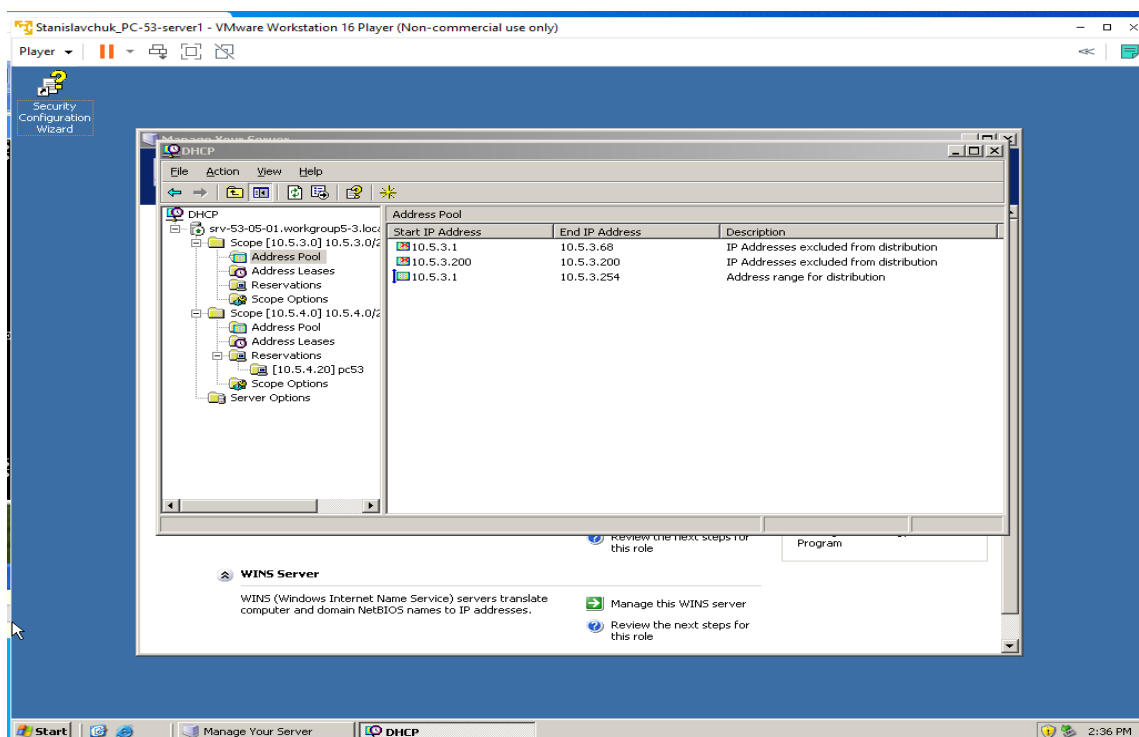 Stanislavchuk_PC-53-server1 - VMware Workstation 16 Player (Non-commercial use only)
Player
Security
Configuration
Wizard
Manage Your Server
DHCP
File Action View Help
DHCP
srv-53-05-01.workgroup5-3.loca
Scope [10.5.3.0] 10.5.3.0/2
Address Pool
Address Leases
Reservations
Scope Options
Scope [10.5.4.0] 10.5.4.0/2
Address Pool
Address Leases
Reservations
[10.5.4.20] pc53
Scope Options
Server Options
Address Pool
Start IP Address End IP Address Description
10.5.3.1 10.5.3.68 IP Addresses excluded from distribution
10.5.3.200 10.5.3.200 IP Addresses excluded from distribution
10.5.3.1 10.5.3.254 Address range for distribution
Review the next steps for
this role
Program
WINS Server
WINS (Windows Internet Name Service) servers translate
computer and domain NetBIOS names to IP addresses.
Manage this WINS server
Review the next steps for
this role
Start Manage Your Server DHCP 2:36 PM